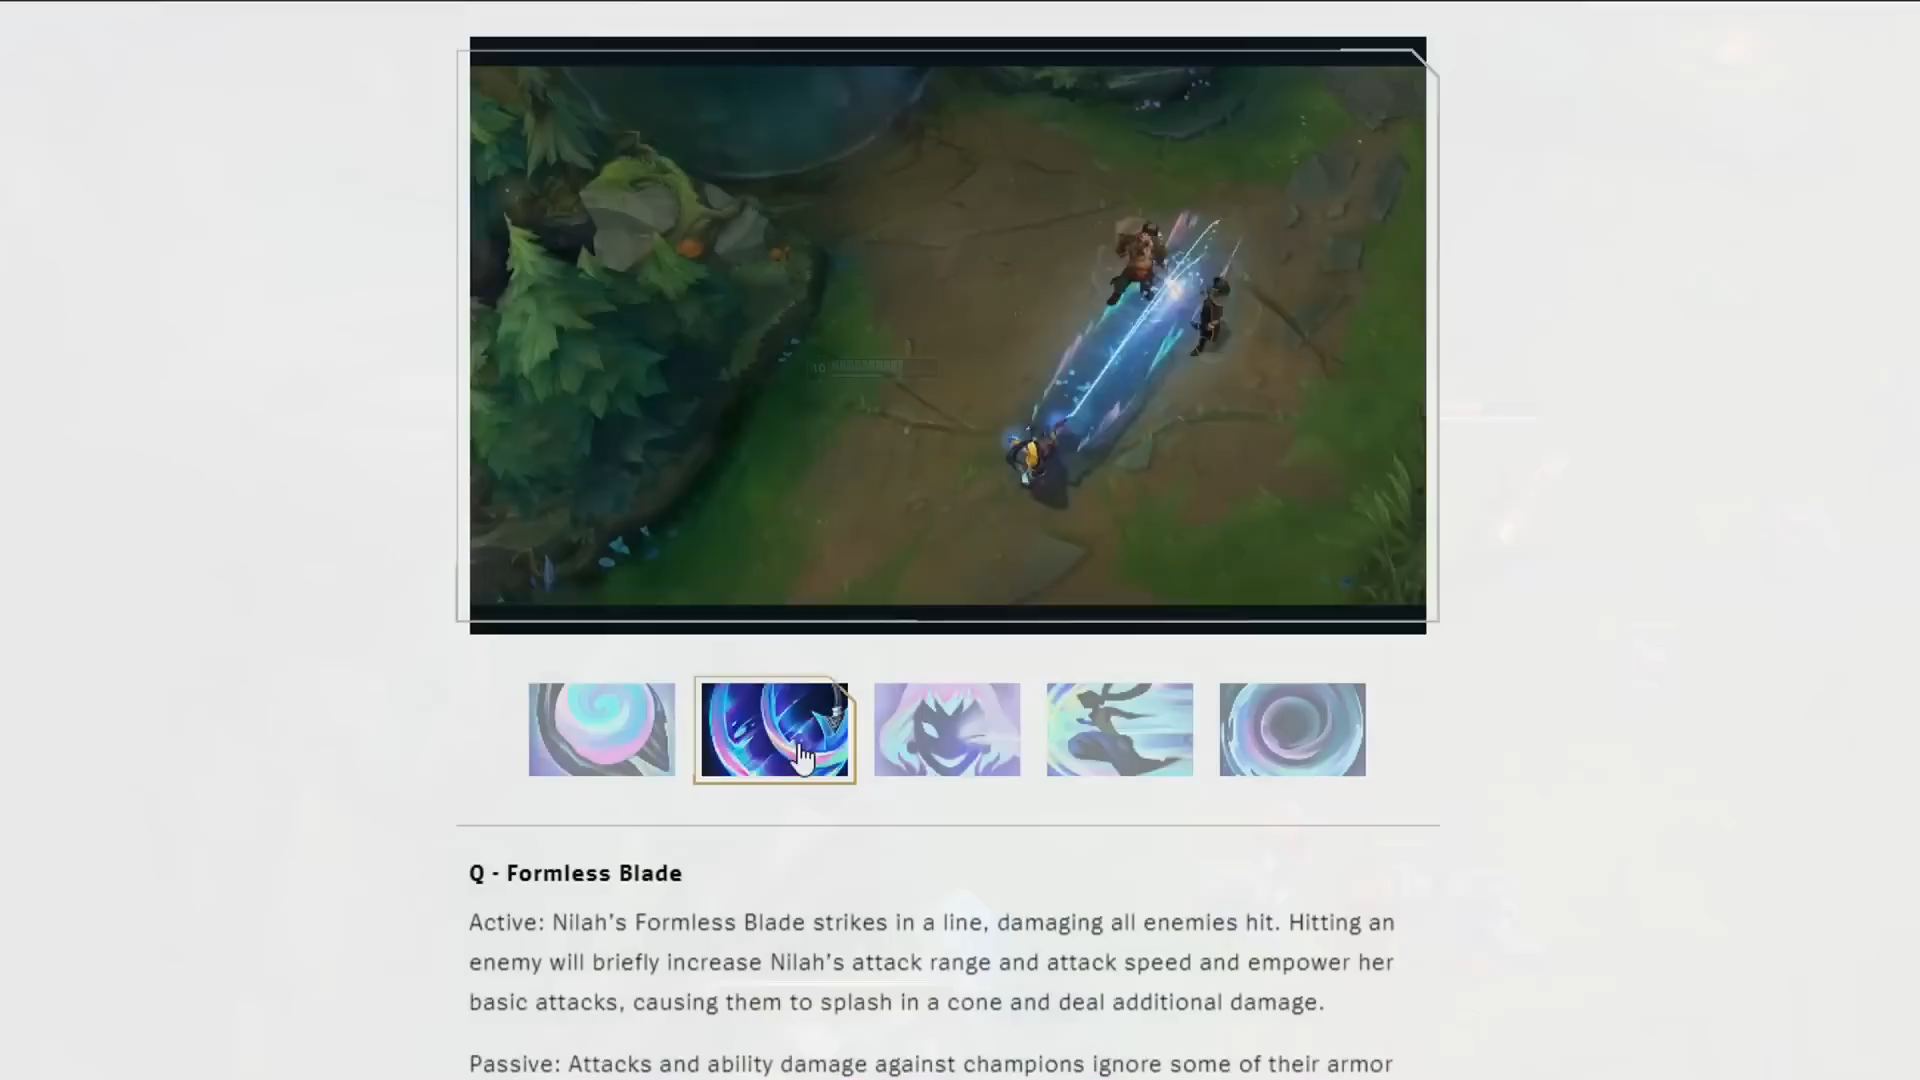 10
Q - Formless Blade
Active: Nilah's Formless Blade strikes in a line, damaging all enemies hit. Hitting an
enemy will briefly increase Nilah's attack range and attack speed and empower her
basic attacks, causing them to splash in a cone and deal additional damage.
Passive: Attacks and ability damage against champions ignore some of their armor